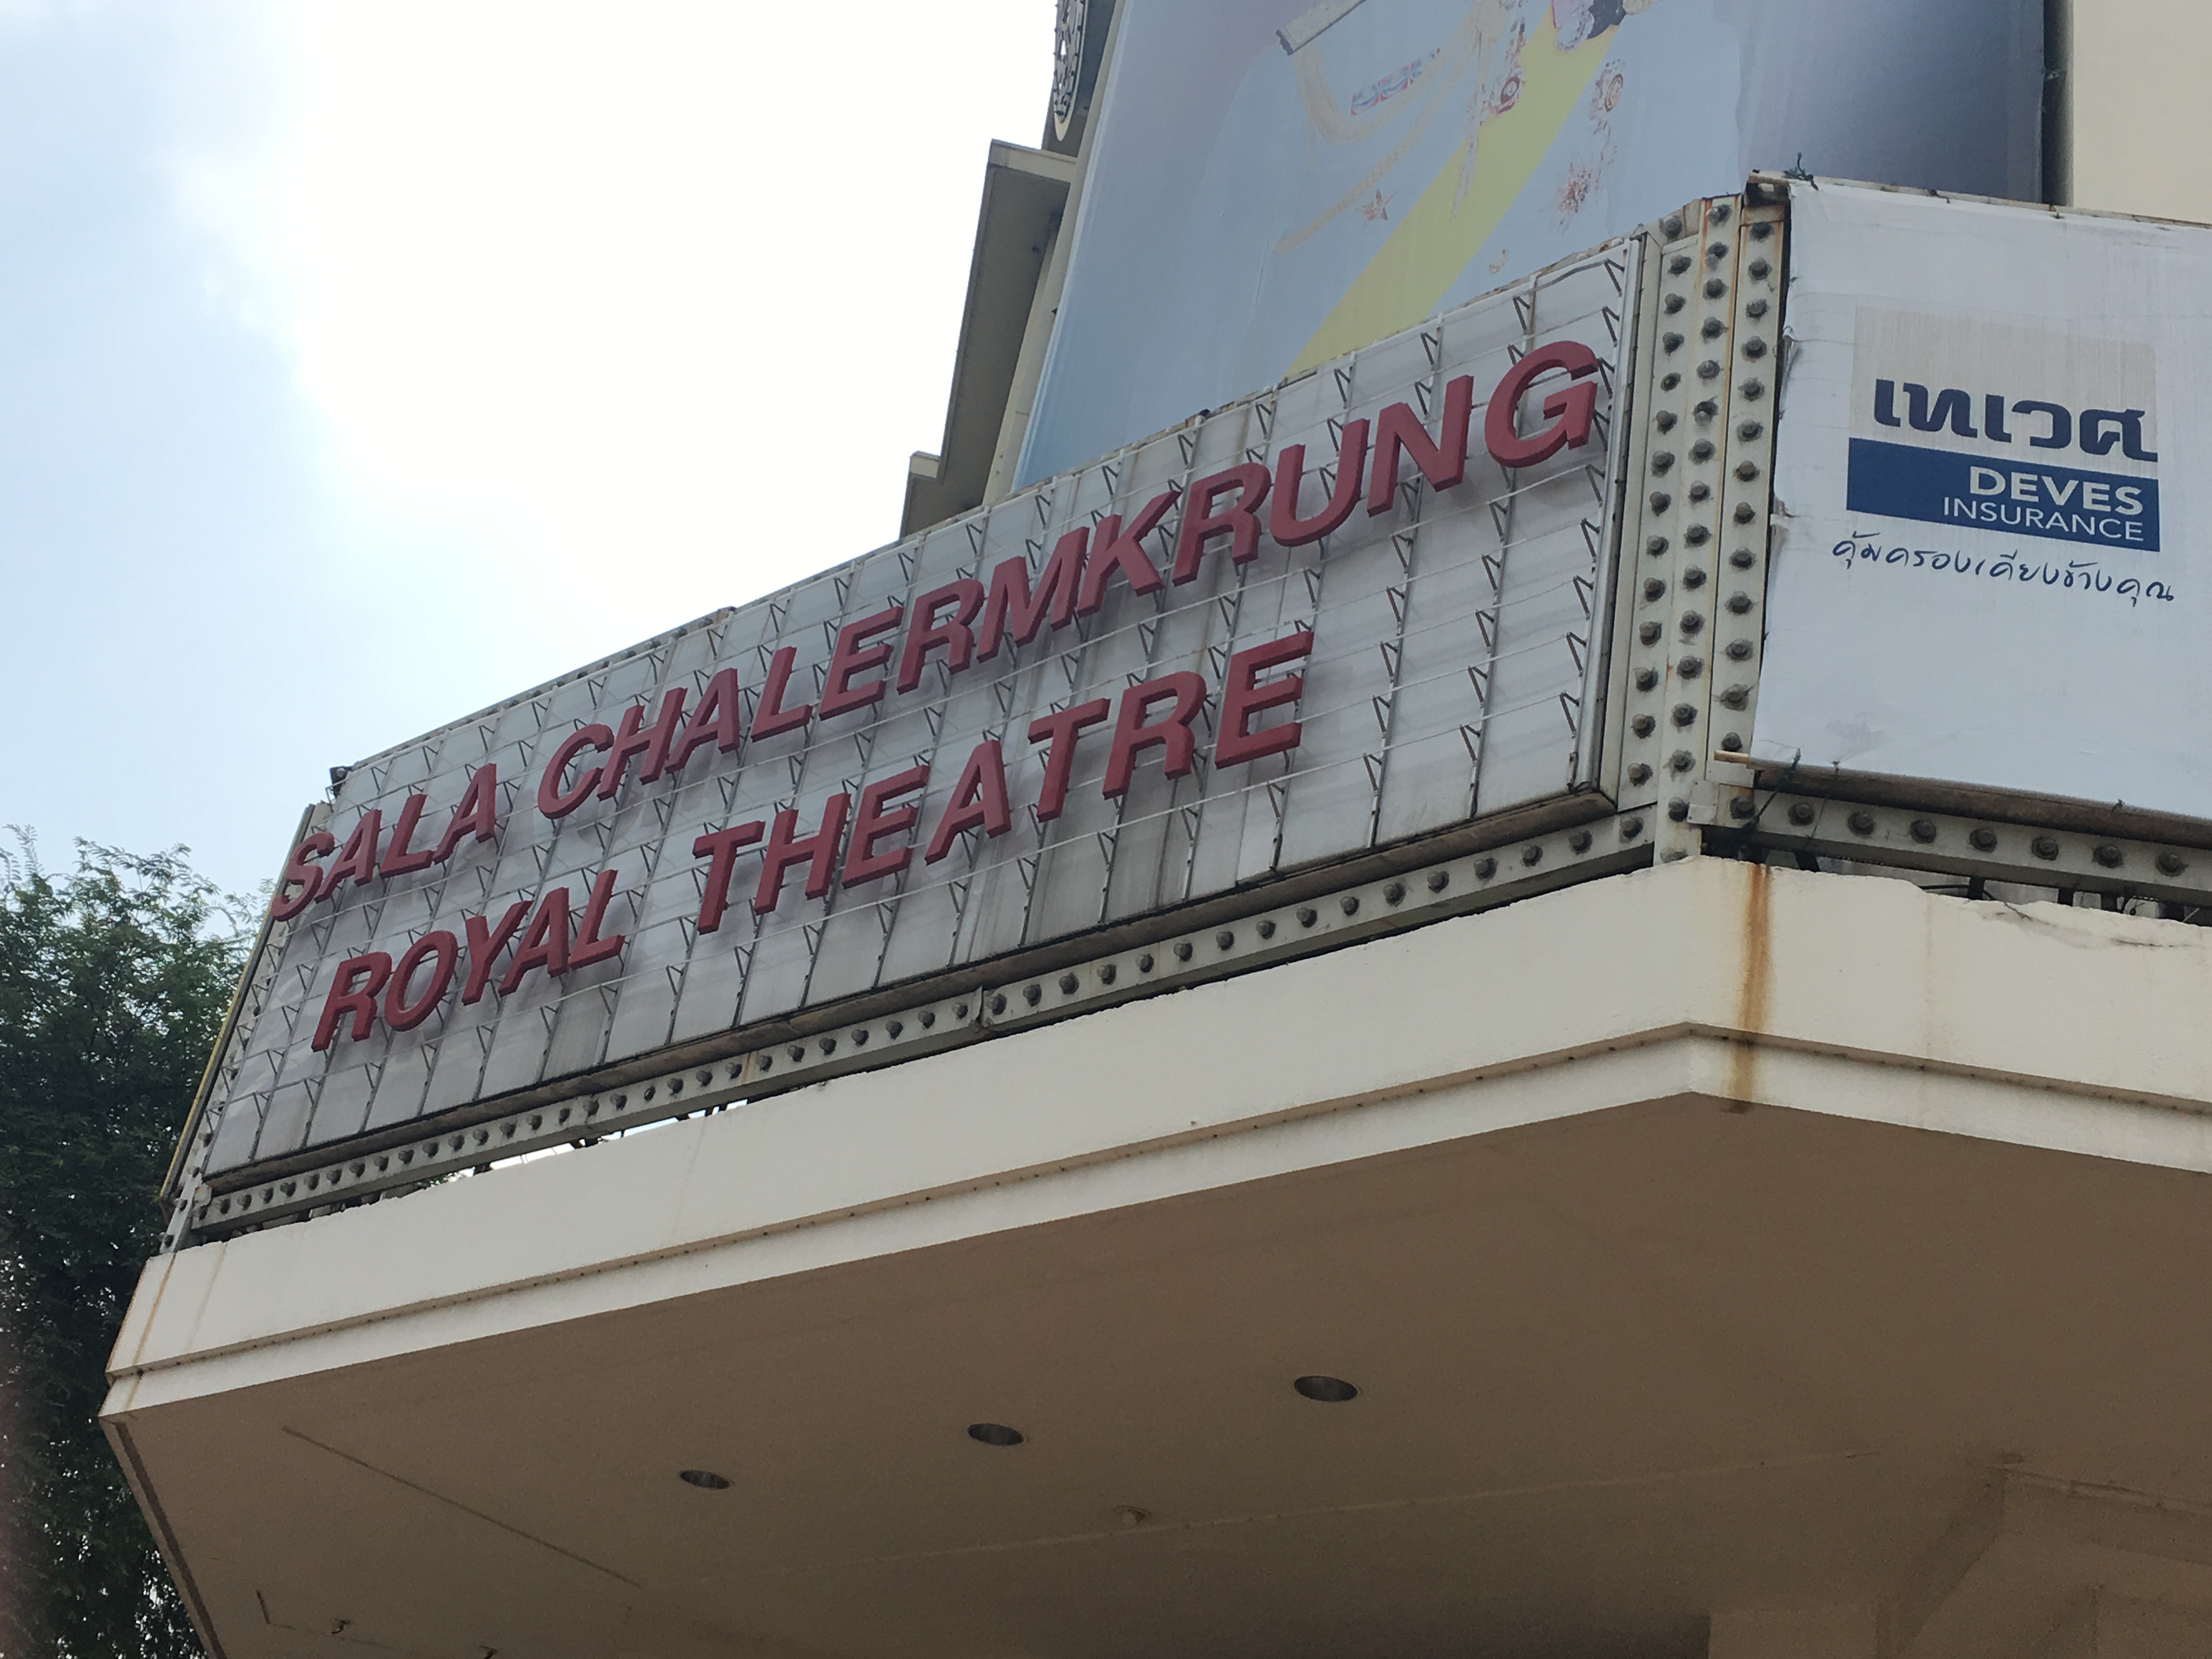 SALA CHALERMKRUNG
ROYAL THEATRE
เทเวศ
DEVES
INSURANCE
คุ้มครองเคียงข้างคุณ